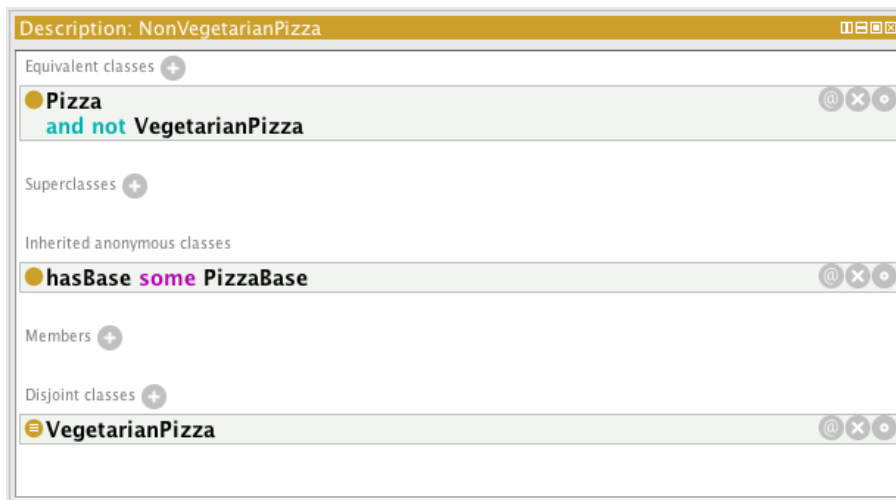 Description: NonVegetarianPizza
Equivalent classes
Pizza
and not VegetarianPizza
Superclasses
Inherited anonymous classes
hasBase some PizzaBase
Members
Disjoint classes
VegetarianPizza